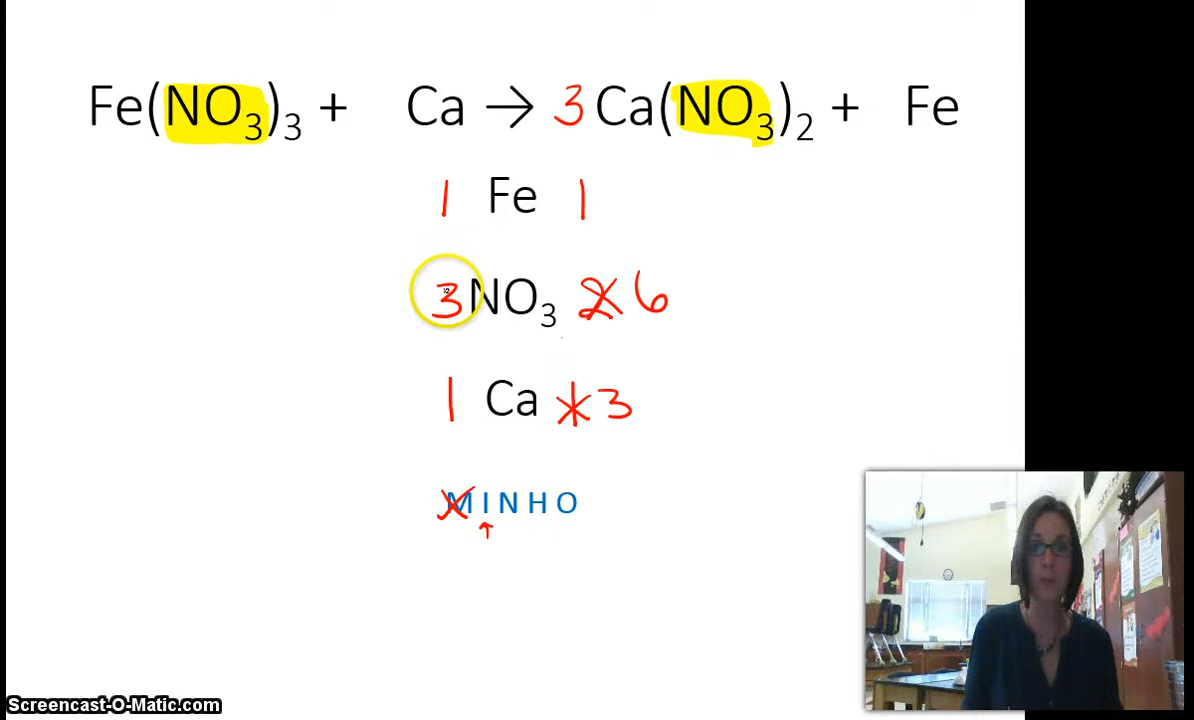 Fe(NO₃)₃ + Ca → 3 Ca(NO₃)₂ + Fe
1 Fe 1
3 NO₃ 2 6
1 Ca 1 3
M I N H O
Screencast-O-Matic.com